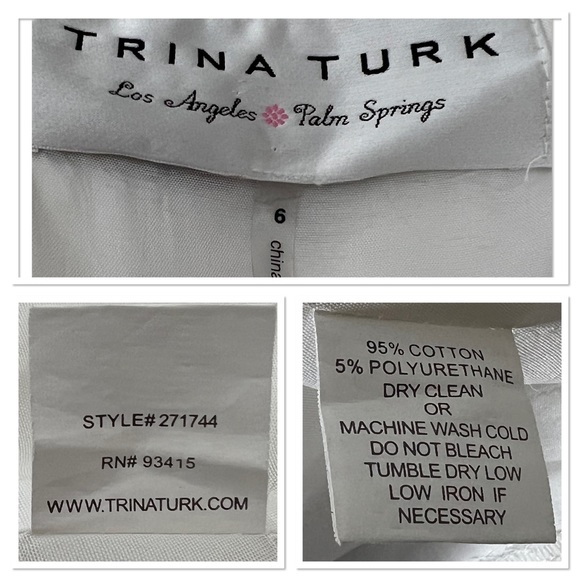 TRINA TURK
Los Angeles Palm Springs
6
china
STYLE# 271744
RN# 93415
WWW.TRINATURK.COM
95% COTTON
5% POLYURETHANE
DRY CLEAN
OR
MACHINE WASH COLD
DO NOT BLEACH
TUMBLE DRY LOW
LOW IRON IF
NECESSARY